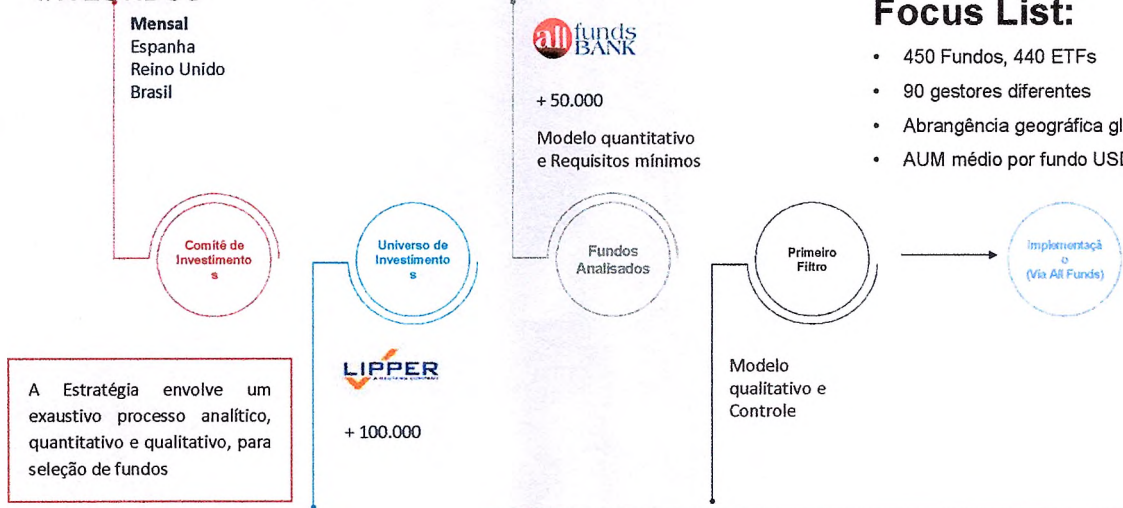 Mensal
Espanha
Reino Unido
Brasil
all funds
BANK
+ 50.000
Modelo quantitativo
e Requisitos mínimos
Focus List:
• 450 Fundos, 440 ETFs
• 90 gestores diferentes
• Abrangência geográfica gl
• AUM médio por fundo USD
Comitê de
Investimento
s
Universo de
Investimento
s
Fundos
Analisados
Primeiro
Filtro
Implementaçã
o
(Via All Funds)
A Estratégia envolve um
exaustivo processo analítico,
quantitativo e qualitativo, para
seleção de fundos
LIPPER
+ 100.000
Modelo
qualitativo e
Controle